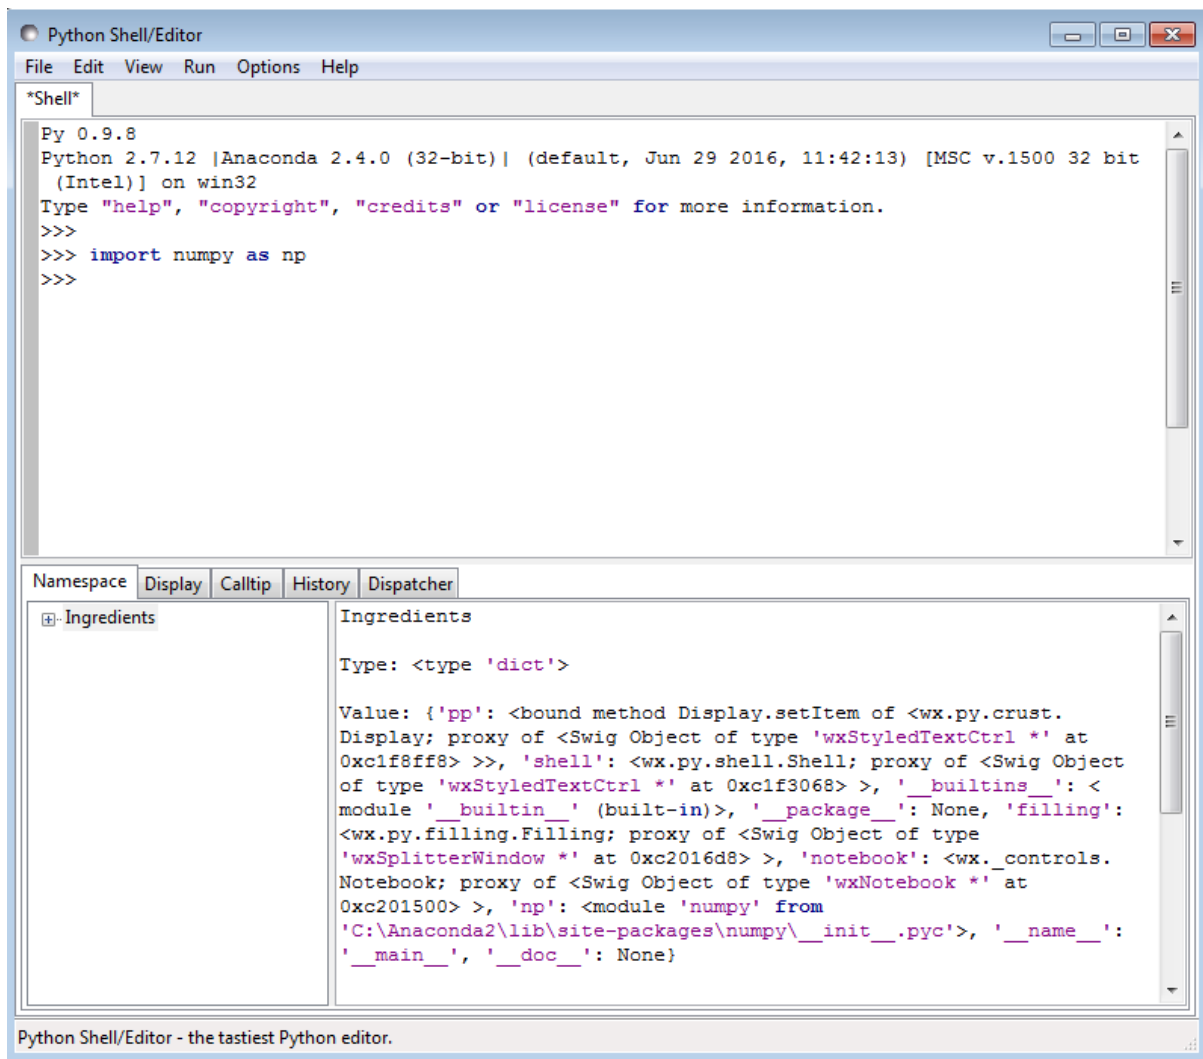 Python Shell/Editor
File Edit View Run Options Help
*Shell*
Py 0.9.8
Python 2.7.12 |Anaconda 2.4.0 (32-bit)| (default, Jun 29 2016, 11:42:13) [MSC v.1500 32 bit
(Intel)] on win32
Type "help", "copyright", "credits" or "license" for more information.
>>>
>>> import numpy as np
>>>
Namespace Display Calltip History Dispatcher
Ingredients
Ingredients
Type: <type 'dict'>
Value: {'pp': <bound method Display.setItem of <wx.py.crust.
Display; proxy of <Swig Object of type 'wxStyledTextCtrl *' at
0xc1f8ff8> >>, 'shell': <wx.py.shell.Shell; proxy of <Swig Object
of type 'wxStyledTextCtrl *' at 0xc1f3068> >, '__builtins__': <
module '__builtin__' (built-in)>, '__package__': None, 'filling':
<wx.py.filling.Filling; proxy of <Swig Object of type
'wxSplitterWindow *' at 0xc2016d8> >, 'notebook': <wx._controls.
Notebook; proxy of <Swig Object of type 'wxNotebook *' at
0xc201500> >, 'np': <module 'numpy' from
'C:\Anaconda2\lib\site-packages\numpy\__init__.pyc'>, '__name__':
'__main__', '__doc__': None}
Python Shell/Editor - the tastiest Python editor.